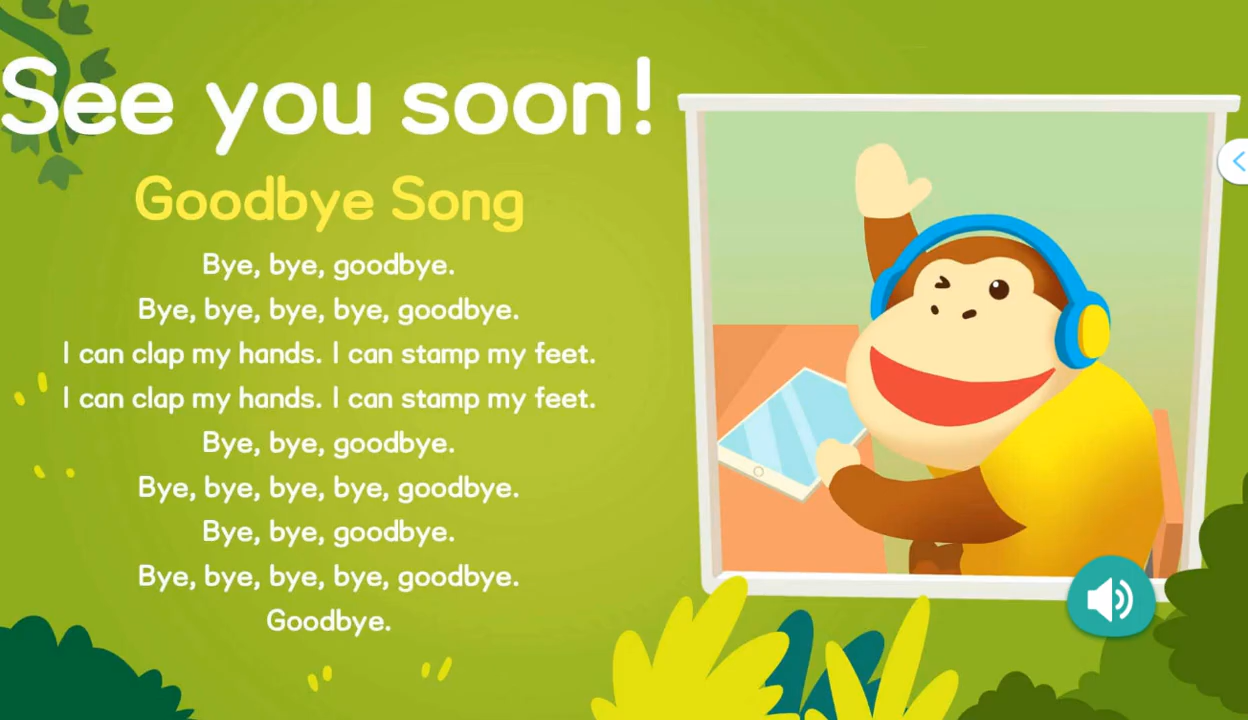 See you soon!
Goodbye Song
Bye, bye, goodbye.
Bye, bye, bye, bye, goodbye.
I can clap my hands. I can stamp my feet.
I can clap my hands. I can stamp my feet.
Bye, bye, goodbye.
Bye, bye, bye, bye, goodbye.
Bye, bye, goodbye.
Bye, bye, bye, bye, goodbye.
Goodbye.